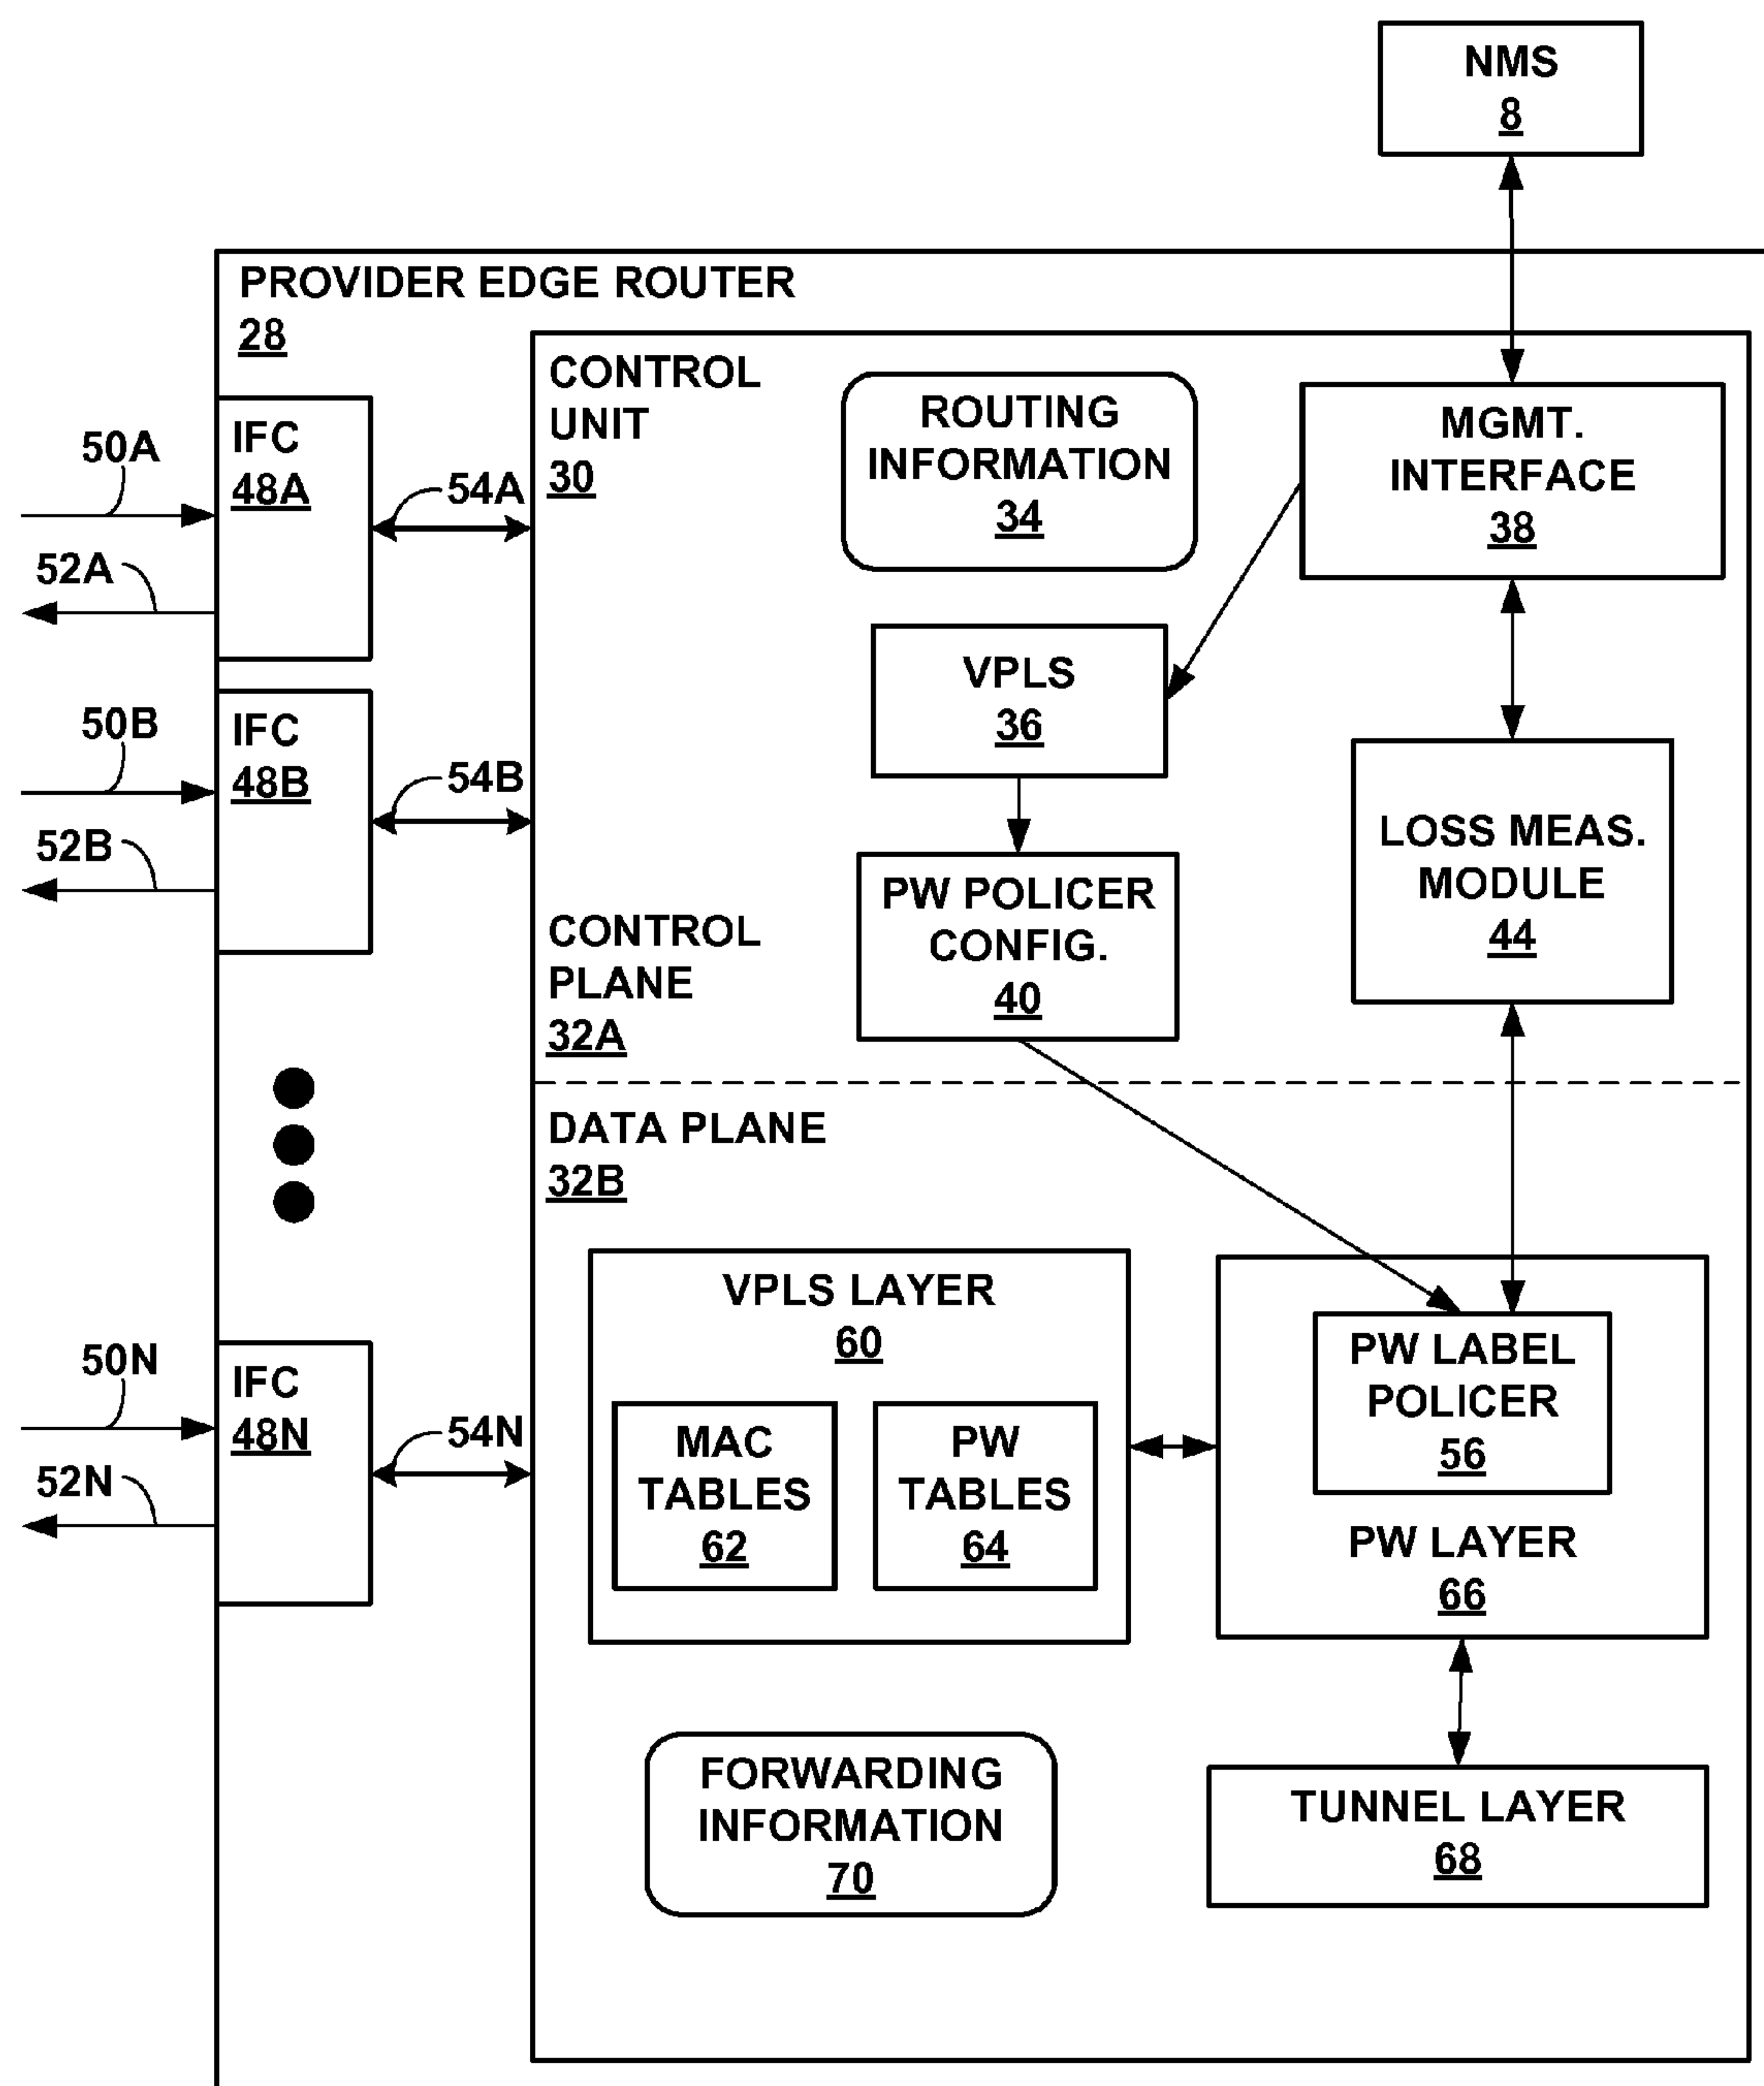 NMS
8
PROVIDER EDGE ROUTER
28
CONTROL
UNIT
30
ROUTING
INFORMATION
34
MGMT.
INTERFACE
38
IFC
48A
50A
52A
54A
VPLS
36
IFC
48B
50B
52B
54B
LOSS MEAS.
MODULE
44
PW POLICER
CONFIG.
40
CONTROL
PLANE
32A
DATA PLANE
32B
VPLS LAYER
60
MAC
TABLES
62
PW
TABLES
64
PW LABEL
POLICER
56
PW LAYER
66
IFC
48N
50N
52N
54N
FORWARDING
INFORMATION
70
TUNNEL LAYER
68